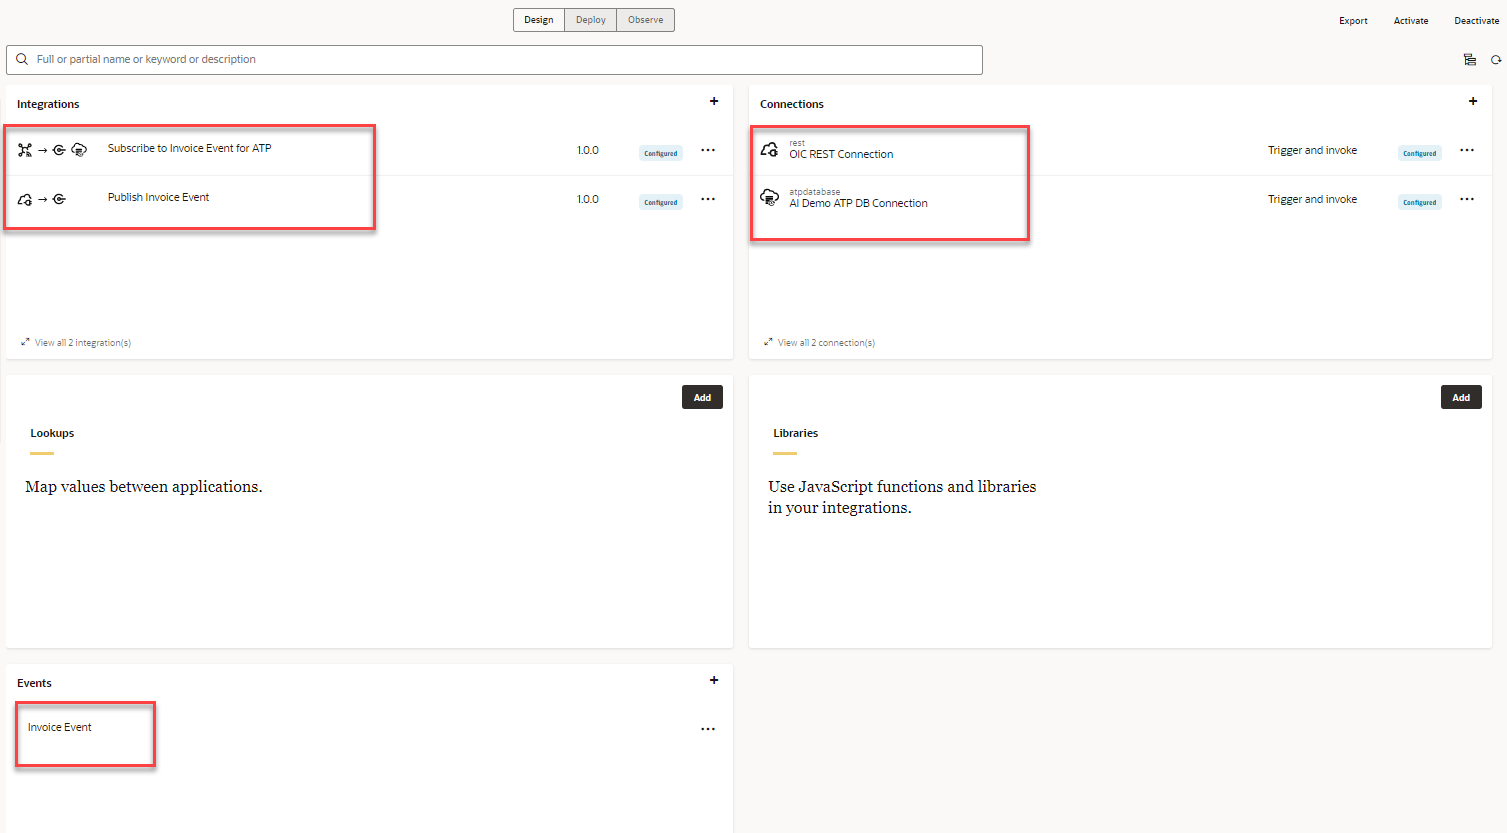 Design
Deploy
Observe
Export
Activate
Deactivate
Full or partial name or keyword or description
Integrations
Subscribe to Invoice Event for ATP
1.0.0
Configured
Publish Invoice Event
1.0.0
Configured
View all 2 integration(s)
Connections
rest
OIC REST Connection
Trigger and invoke
Configured
atpdatabase
AI Demo ATP DB Connection
Trigger and invoke
Configured
View all 2 connection(s)
Add
Lookups
Map values between applications.
Add
Libraries
Use JavaScript functions and libraries
in your integrations.
Events
Invoice Event